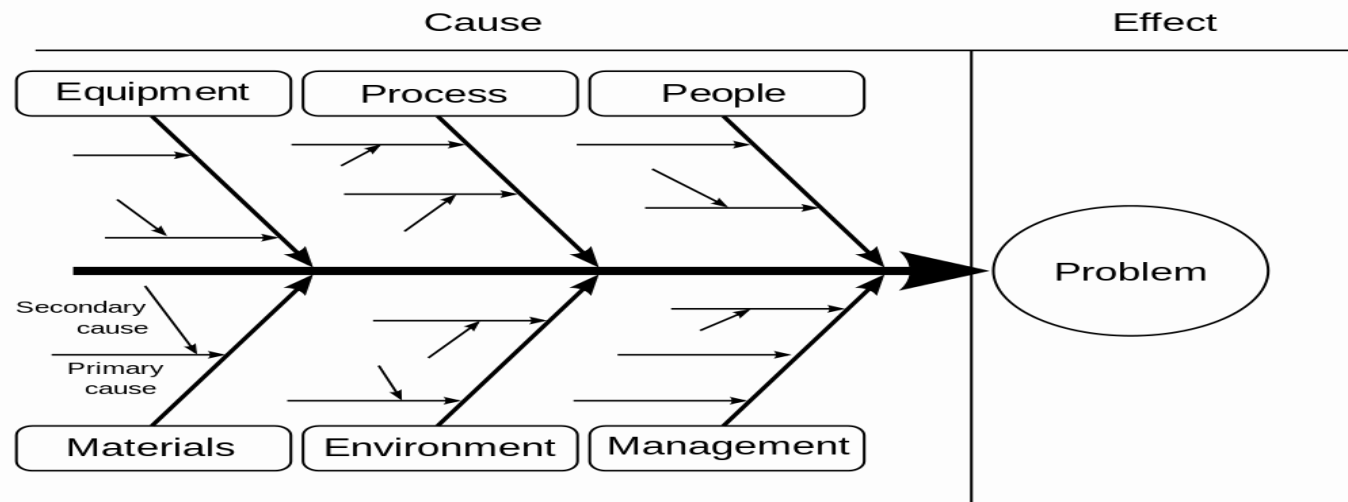 Cause
Effect
Equipment
Process
People
Problem
Secondary
cause
Primary
cause
Materials
Environment
Management